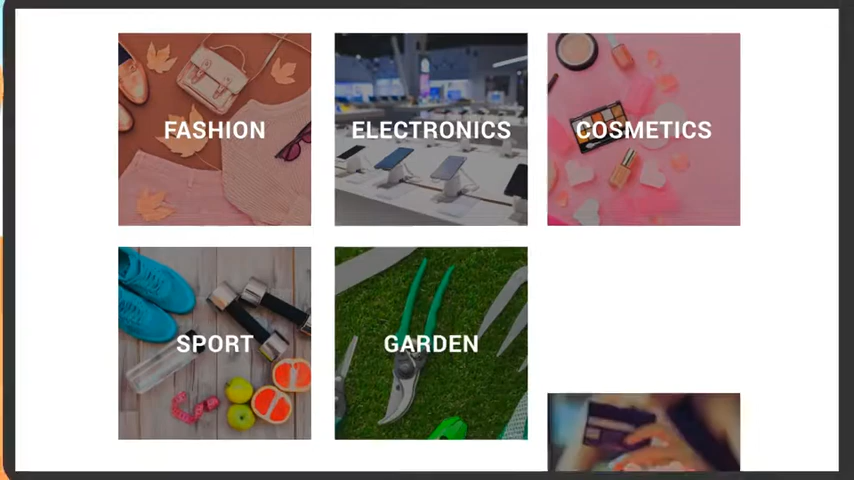 FASHION
ELECTRONICS
COSMETICS
SPORT
GARDEN